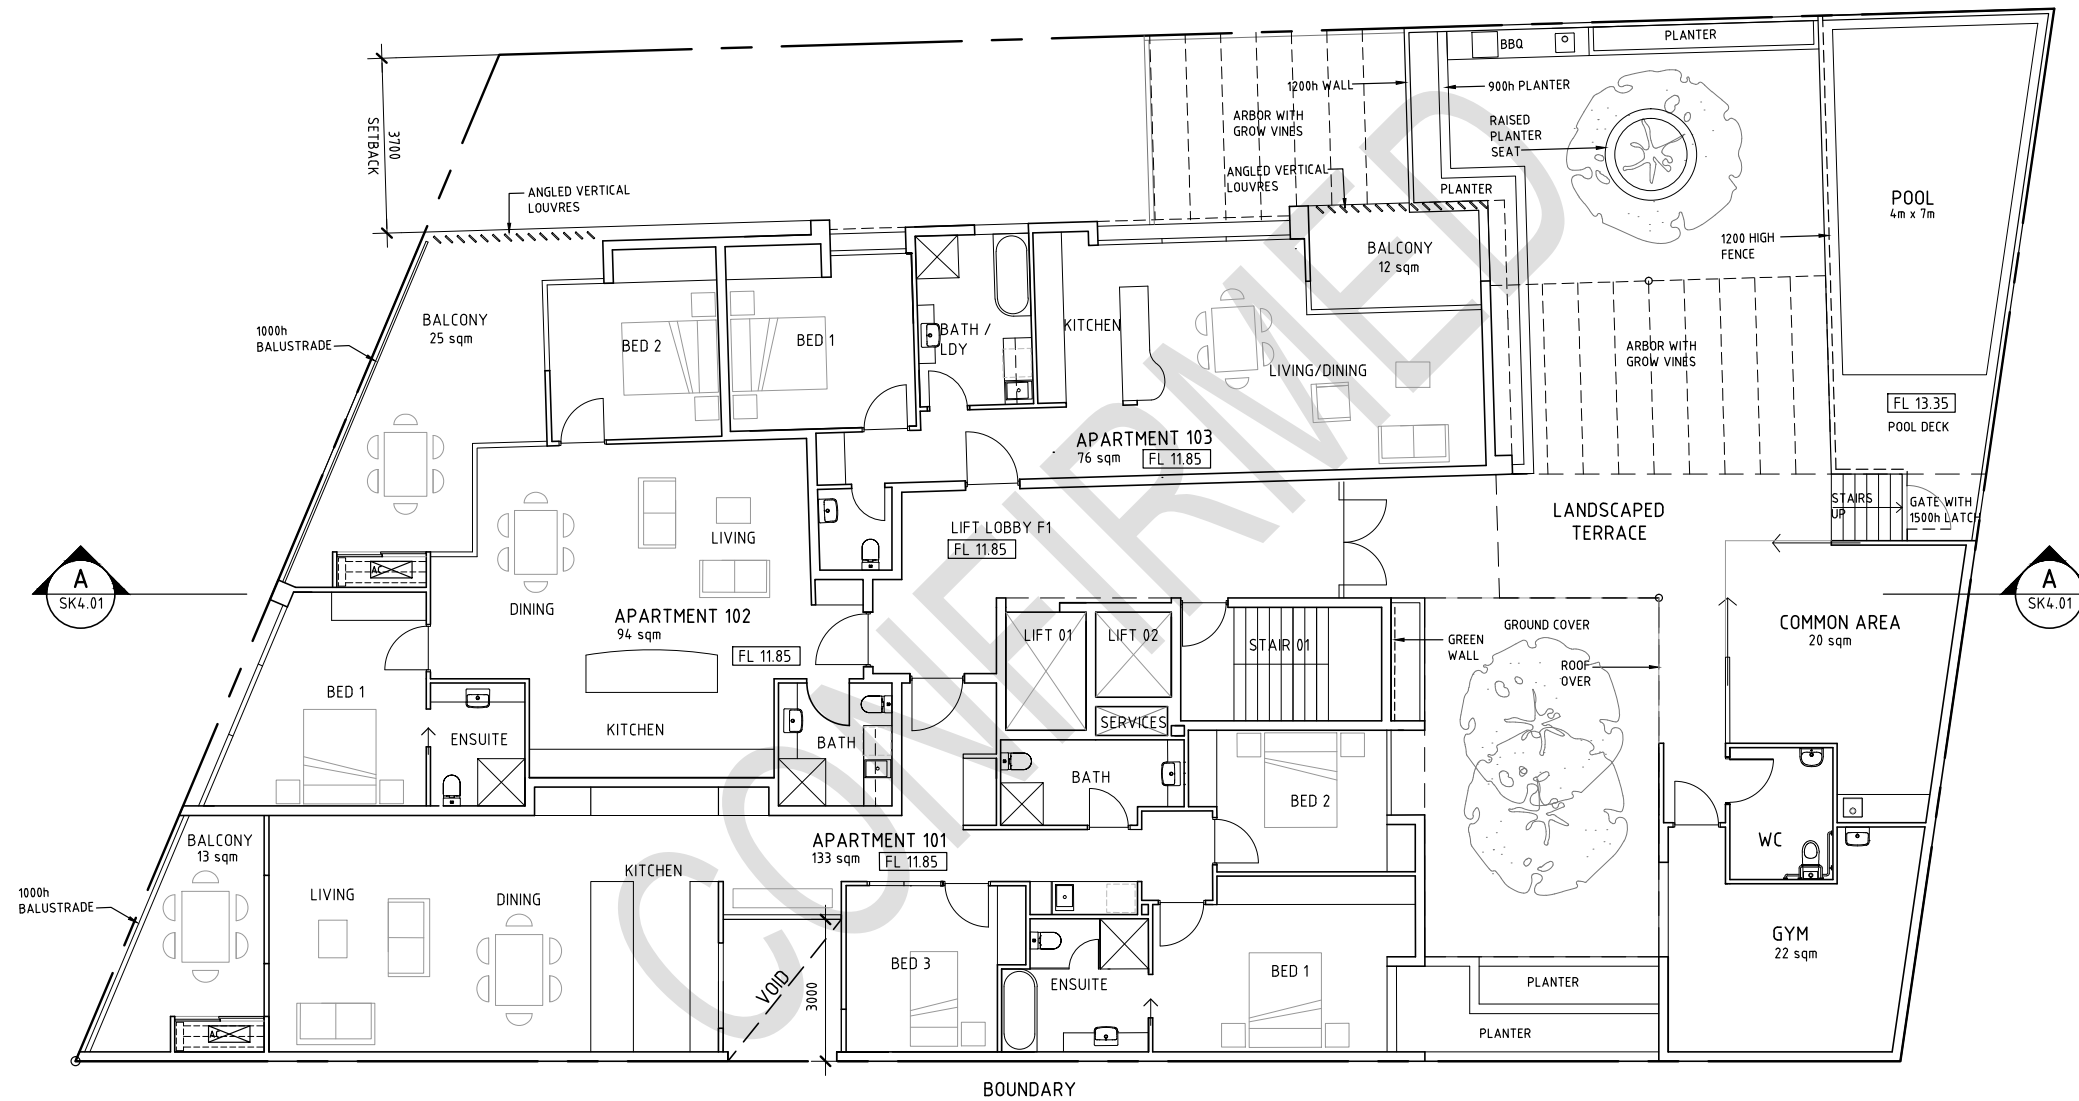 BBQ
PLANTER
1200h WALL
900h PLANTER
ARBOR WITH
GROW VINES
RAISED
PLANTER
SEAT
3700
SETBACK
ANGLED VERTICAL
LOUVRES
ANGLED VERTICAL
LOUVRES
PLANTER
POOL
4m x 7m
1200 HIGH
FENCE
BALCONY
12 sqm
BALCONY
25 sqm
1000h
BALUSTRADE
BED 2
BED 1
BATH /
LDY
KITCHEN
LIVING/DINING
ARBOR WITH
GROW VINES
FL 13.35
POOL DECK
APARTMENT 103
76 sqm
FL 11.85
STAIRS
UP
GATE WITH
1500h LATCH
LANDSCAPED
TERRACE
LIFT LOBBY F1
FL 11.85
LIVING
DINING
AC
A
SK4.01
A
SK4.01
APARTMENT 102
94 sqm
FL 11.85
LIFT 01
LIFT 02
STAIR 01
GREEN
WALL
GROUND COVER
ROOF
OVER
COMMON AREA
20 sqm
BED 1
ENSUITE
KITCHEN
BATH
SERVICES
BATH
BED 2
WC
BALCONY
13 sqm
APARTMENT 101
133 sqm
FL 11.85
KITCHEN
LIVING
DINING
1000h
BALUSTRADE
AC
VOID
3000
BED 3
ENSUITE
BED 1
GYM
22 sqm
PLANTER
PLANTER
BOUNDARY
CONFIRMED